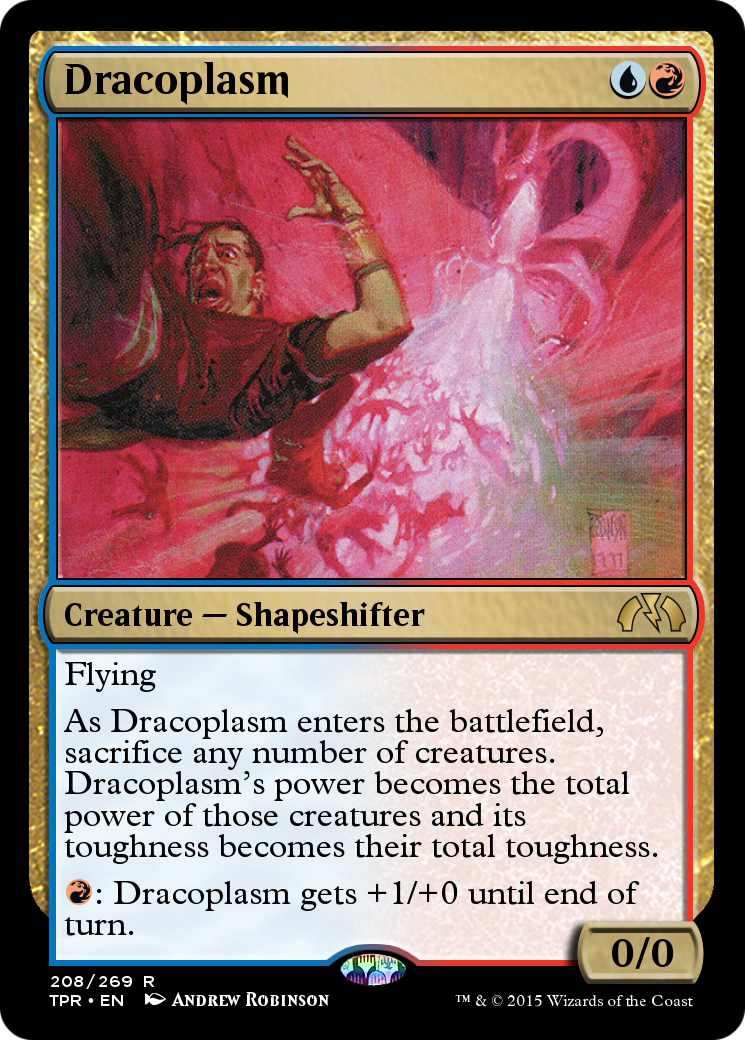 Dracoplasm
Creature — Shapeshifter
Flying
As Dracoplasm enters the battlefield,
sacrifice any number of creatures.
Dracoplasm's power becomes the total
power of those creatures and its
toughness becomes their total toughness.
: Dracoplasm gets +1/+0 until end of
turn.
0/0
208/269 R
TPR • EN Andrew Robinson
™ & © 2015 Wizards of the Coast